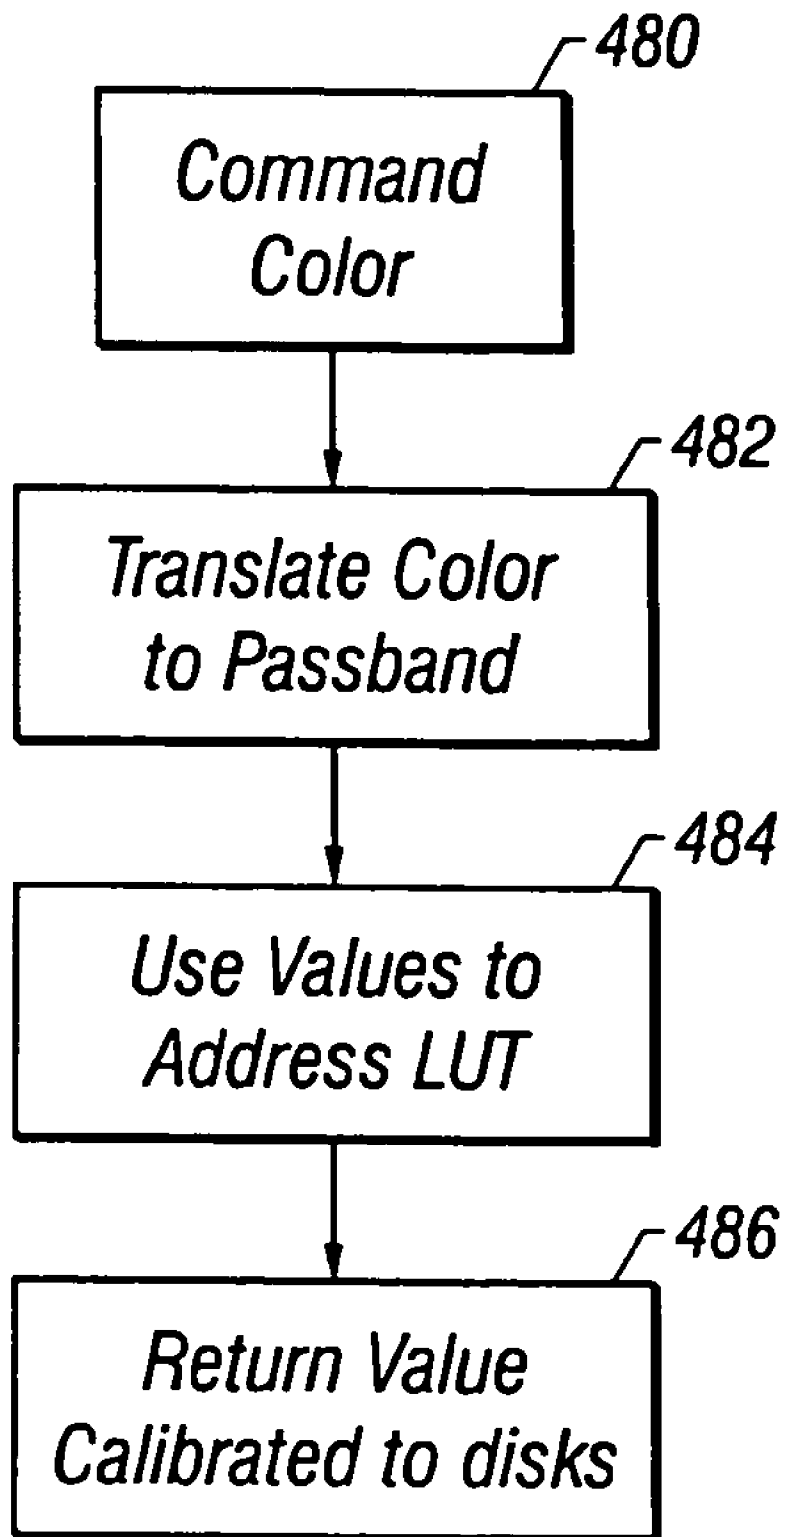 480
Command
Color
482
Translate Color
to Passband
484
Use Values to
Address LUT
486
Return Value
Calibrated to disks